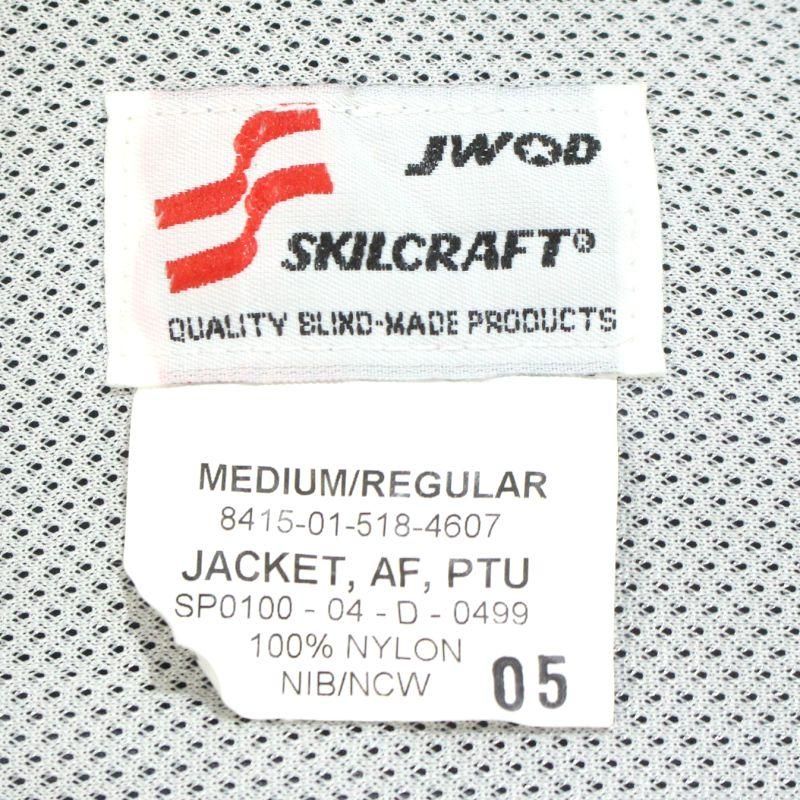 JWOD
SKILCRAFT®
QUALITY BLIND-MADE PRODUCTS
MEDIUM/REGULAR
8415-01-518-4607
JACKET, AF, PTU
SP0100 - 04 - D - 0499
100% NYLON
NIB/NCW 05